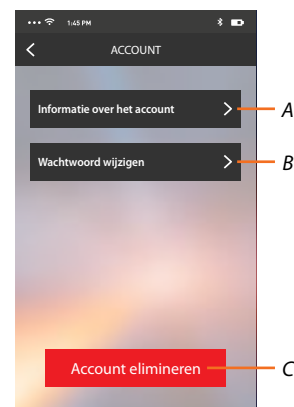 1:45 PM
ACCOUNT
Informatie over het account
A
Wachtwoord wijzigen
B
Account elimineren
C